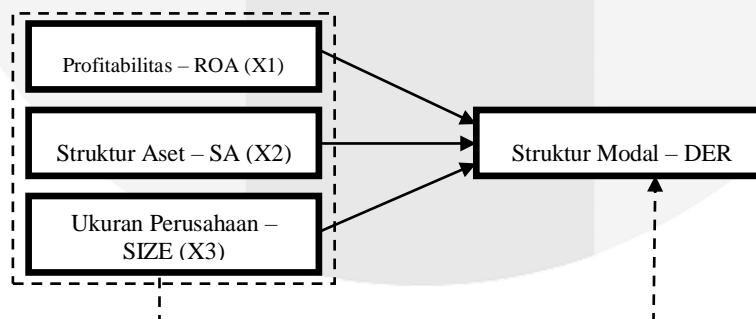 Profitabilitas – ROA (X1)
Struktur Aset – SA (X2)
Struktur Modal – DER
Ukuran Perusahaan –
SIZE (X3)